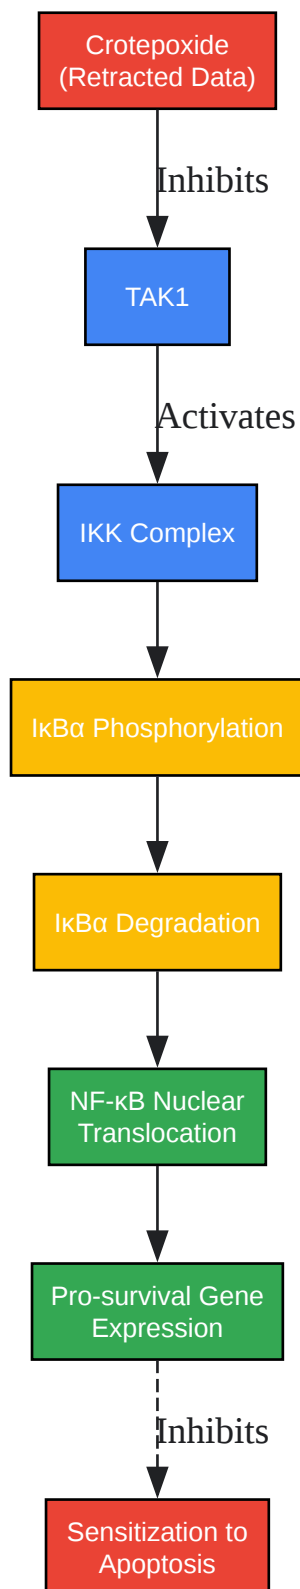 Crotepoxide
(Retracted Data)
Inhibits
TAK1
Activates
IKK Complex
IκBα Phosphorylation
IκBα Degradation
NF-κB Nuclear
Translocation
Pro-survival Gene
Expression
Inhibits
Sensitization to
Apoptosis